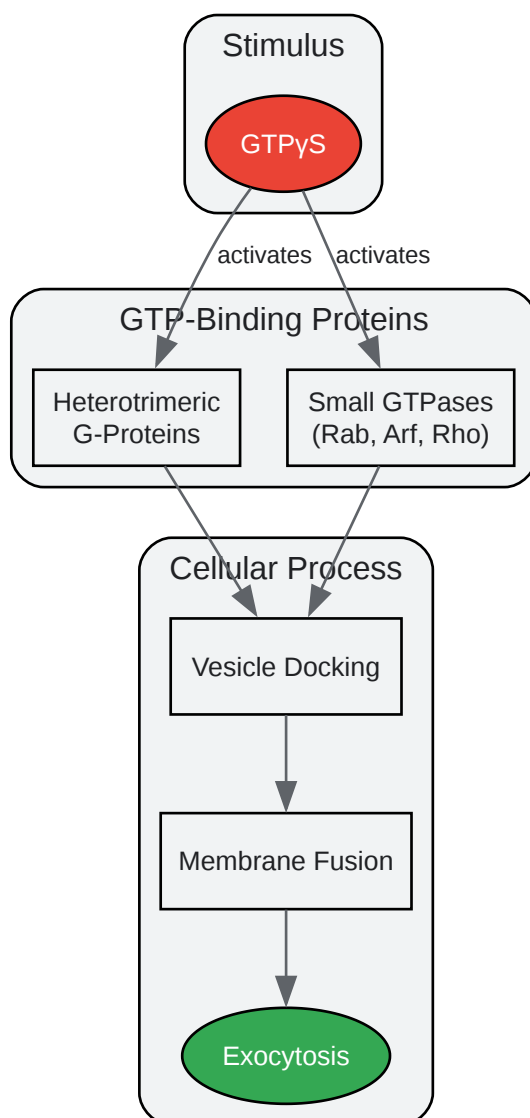 Stimulus
GTPγS
activates
activates
GTP-Binding Proteins
Heterotrimeric
G-Proteins
Small GTPases
(Rab, Arf, Rho)
Cellular Process
Vesicle Docking
Membrane Fusion
Exocytosis